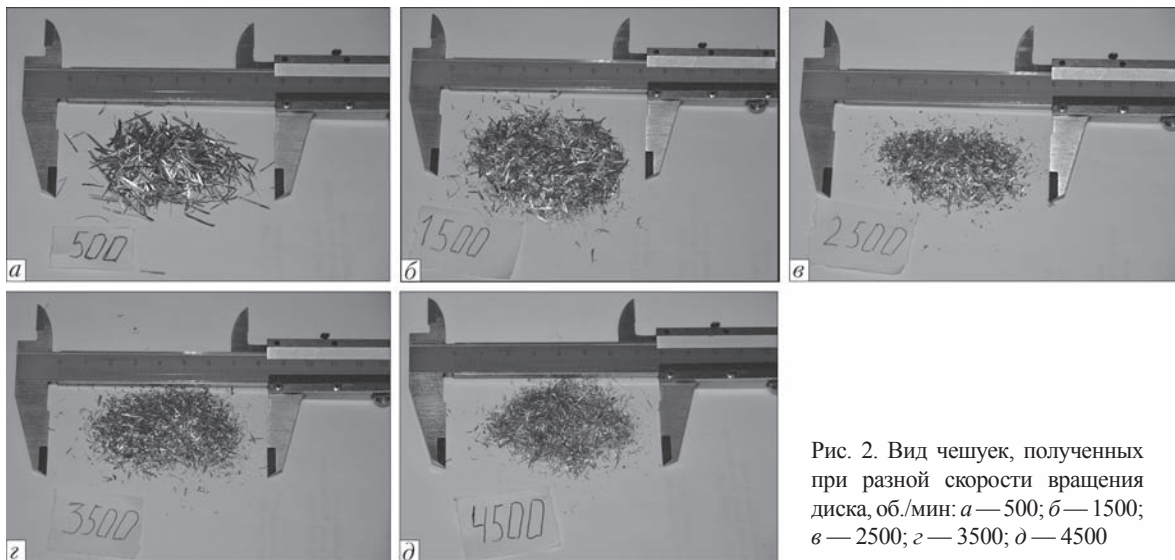 500
а
1500
б
2500
в
3500
г
4500
д
Рис. 2. Вид чешуек, полученных
при разной скорости вращения
диска, об./мин: а — 500; б — 1500;
в — 2500; г — 3500; д — 4500